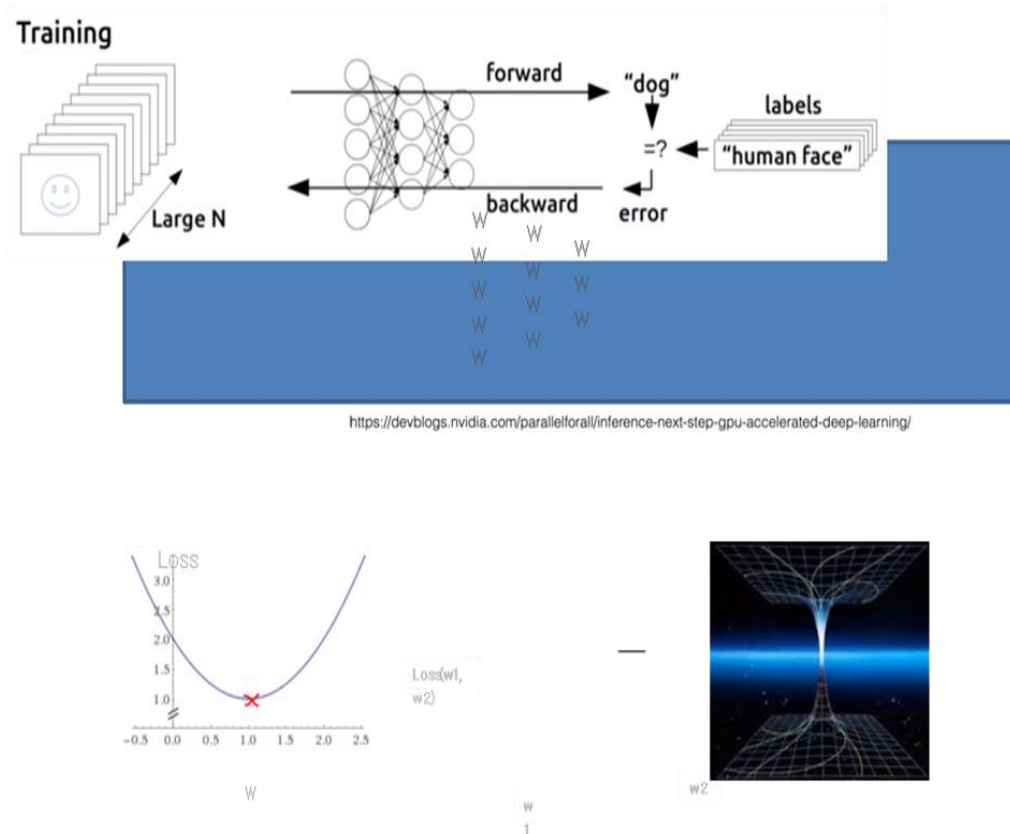 Training
forward
"dog"
labels
=?
"human face"
Large N
backward
error
W
W
W
W
W
W
W
W
W
W
W
W
https://devblogs.nvidia.com/parallelforall/inference-next-step-gpu-accelerated-deep-learning/
Loss
3.0
2.5
2.0
1.5
1.0
-0.5 0.0 0.5 1.0 1.5 2.0 2.5
W
Loss(w1,
w2)
w2
w
1